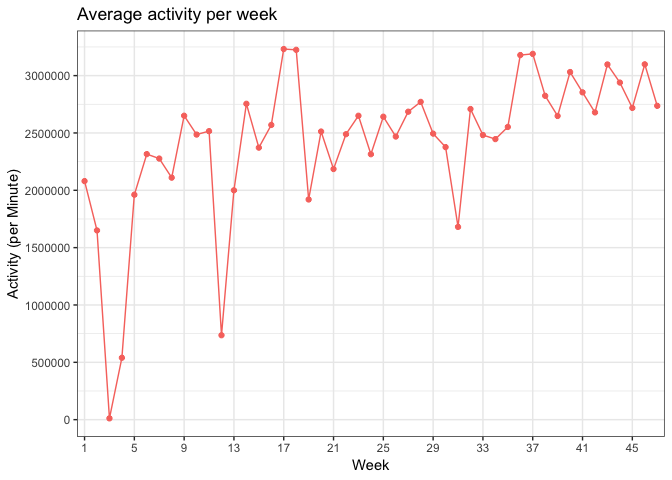 Average activity per week
Activity (per Minute)
3000000
2500000
2000000
1500000
1000000
500000
0
1 5 9 13 17 21 25 29 33 37 41 45
Week